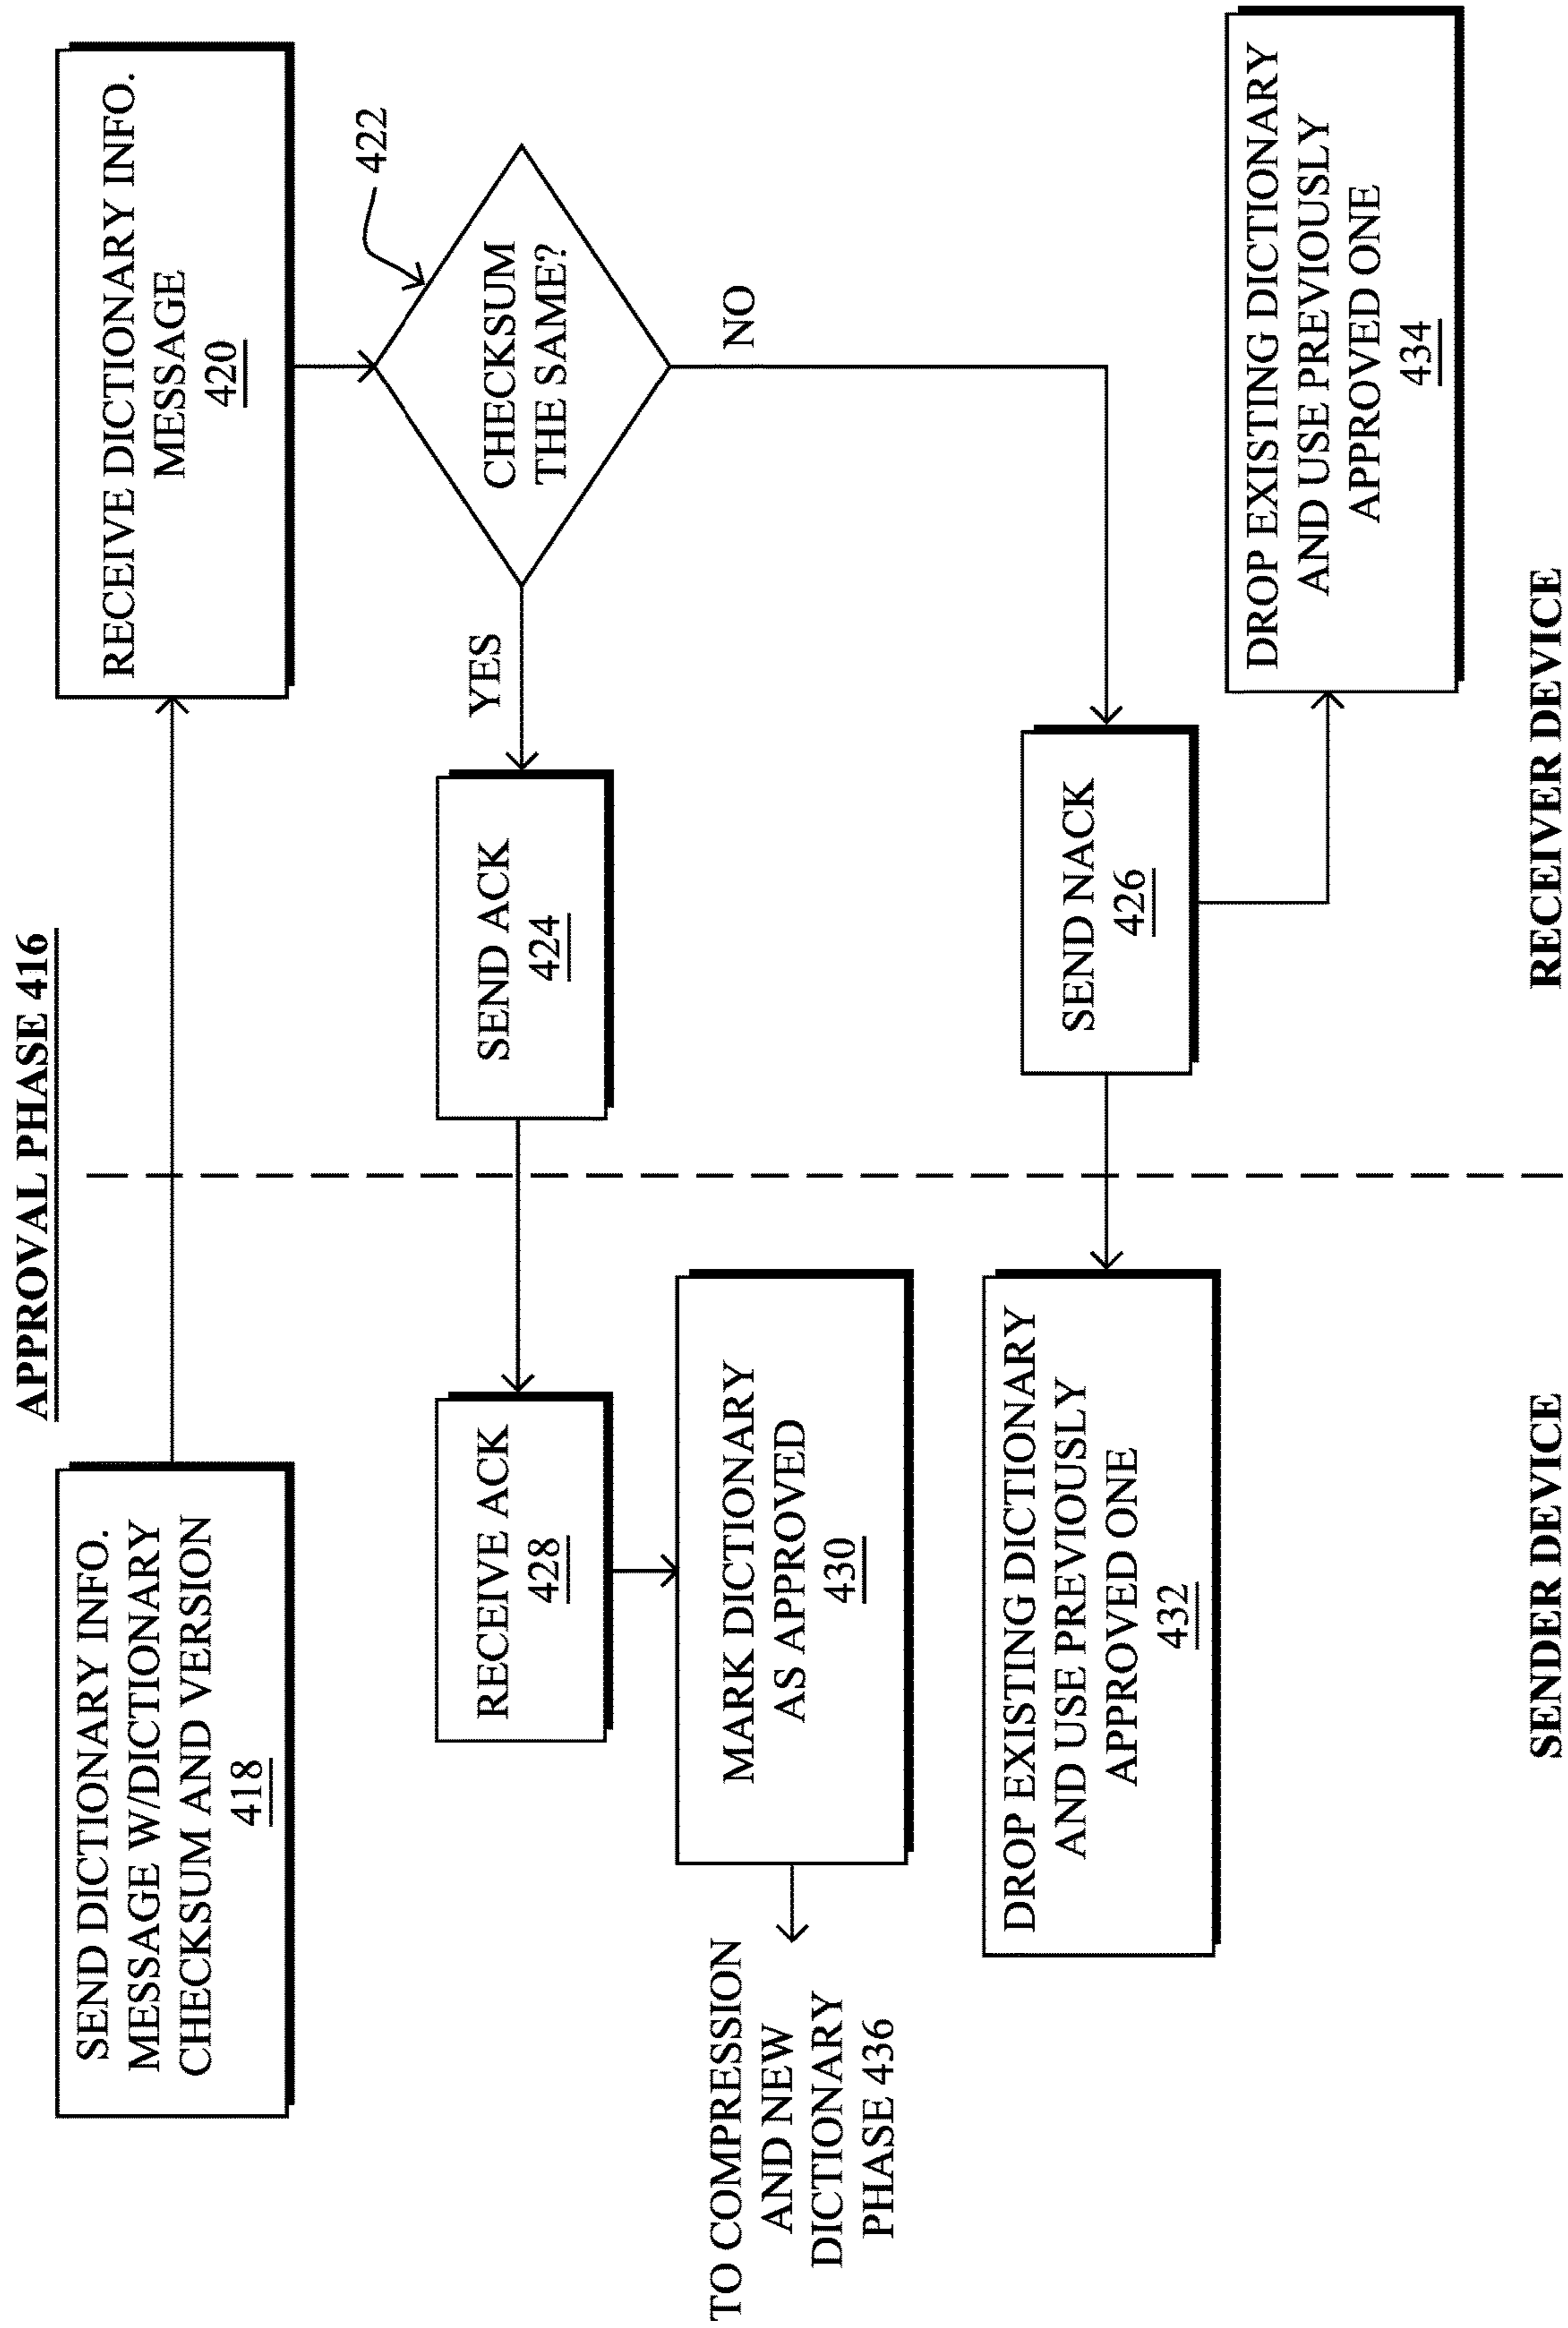 APPROVAL PHASE 416
SEND DICTIONARY INFO.
MESSAGE W/DICTIONARY
CHECKSUM AND VERSION
418
RECEIVE DICTIONARY INFO.
MESSAGE
420
422
CHECKSUM
THE SAME?
YES
NO
SEND ACK
424
RECEIVE ACK
428
MARK DICTIONARY
AS APPROVED
430
TO COMPRESSION
AND NEW
DICTIONARY
PHASE 436
SEND NACK
426
DROP EXISTING DICTIONARY
AND USE PREVIOUSLY
APPROVED ONE
432
DROP EXISTING DICTIONARY
AND USE PREVIOUSLY
APPROVED ONE
434
SENDER DEVICE
RECEIVER DEVICE